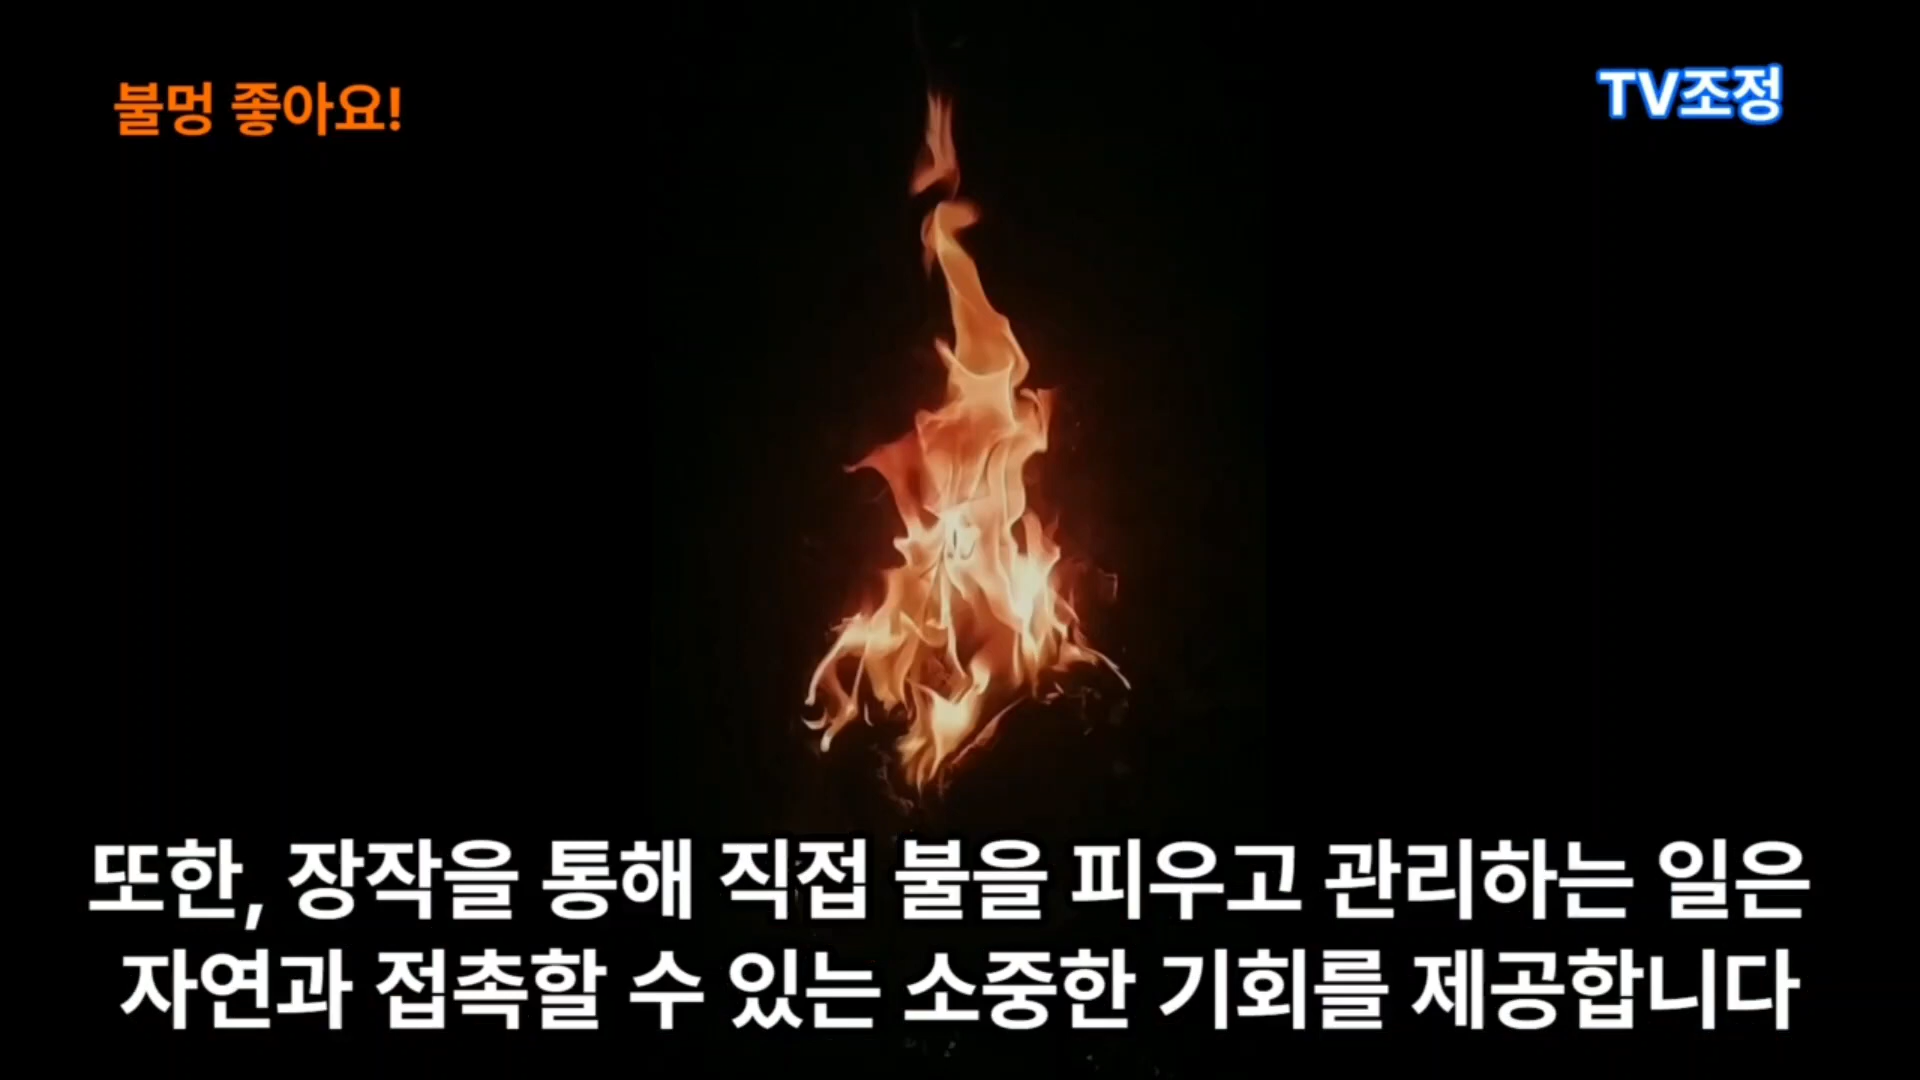 불멍 좋아요!
TV조정
또한, 장작을 통해 직접 불을 피우고 관리하는 일은
자연과 접촉할 수 있는 소중한 기회를 제공합니다